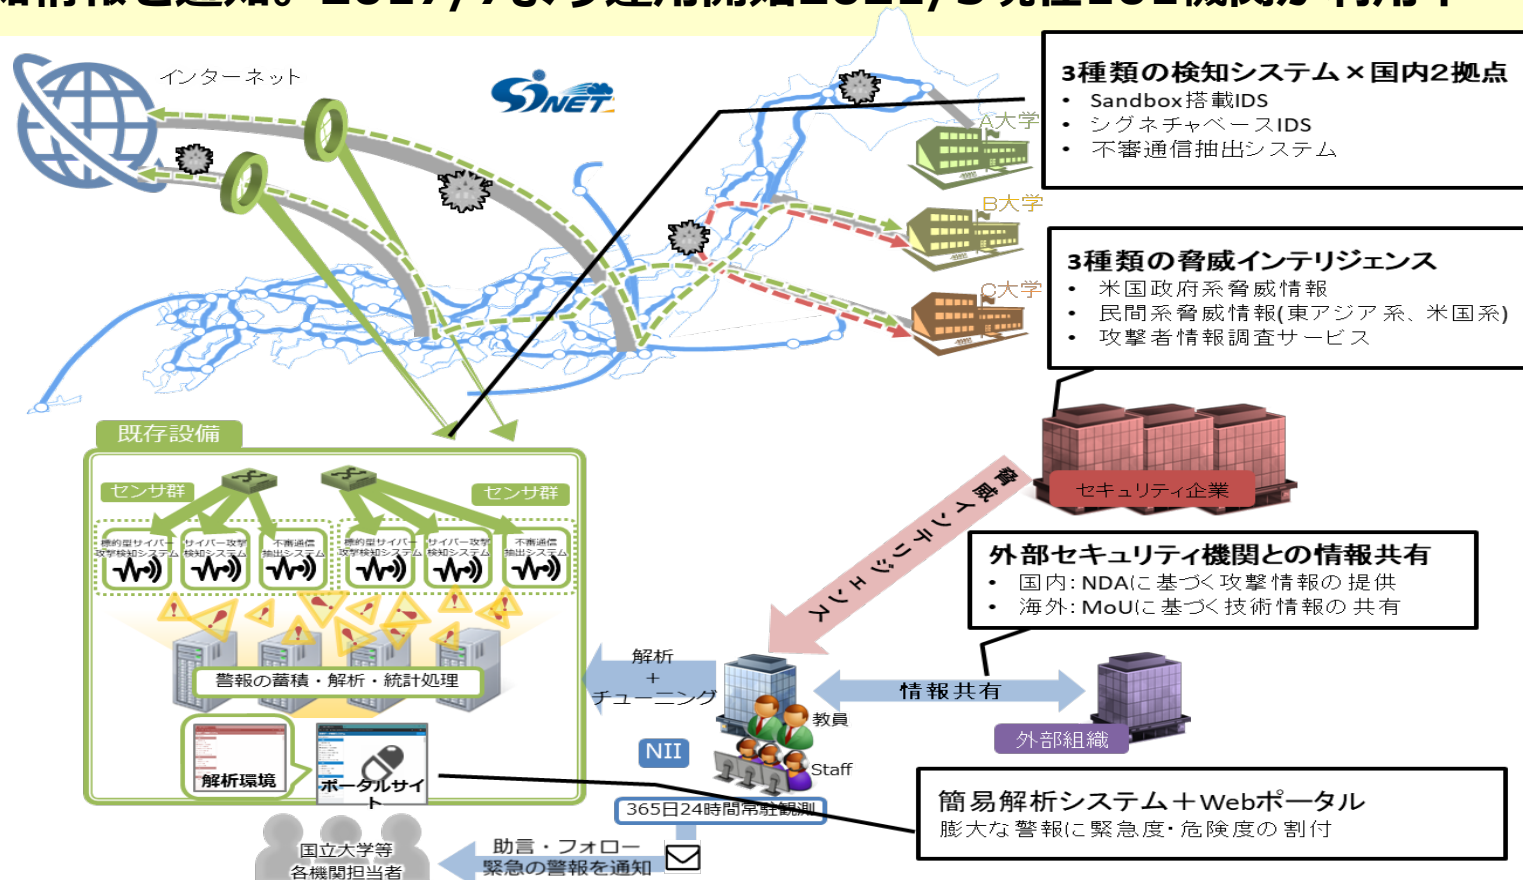 インターネット
SINET
A大学
B大学
C大学
3種類の検知システム×国内2拠点
• Sandbox搭載IDS
• シグネチャベースIDS
• 不審通信抽出システム
3種類の脅威インテリジェンス
• 米国政府系脅威情報
• 民間系脅威情報(東アジア系、米国系)
• 攻撃者情報調査サービス
既存設備
センサ群
センサ群
標的型サイバー
攻撃検知システム
サイバー攻撃
検知システム
不審通信
抽出システム
標的型サイバー
攻撃検知システム
サイバー攻撃
検知システム
不審通信
抽出システム
警報の蓄積・解析・統計処理
解析環境
ポータルサイ
ト
セキュリティ企業
脅威インテリジェンス
外部セキュリティ機関との情報共有
• 国内:NDAに基づく攻撃情報の提供
• 海外:MoUに基づく技術情報の共有
解析
+
チューニング
情報共有
外部組織
教員
NII
Staff
365日24時間常駐観測
簡易解析システム+Webポータル
膨大な警報に緊急度・危険度の割付
助言・フォロー
緊急の警報を通知
国立大学等
各機関担当者